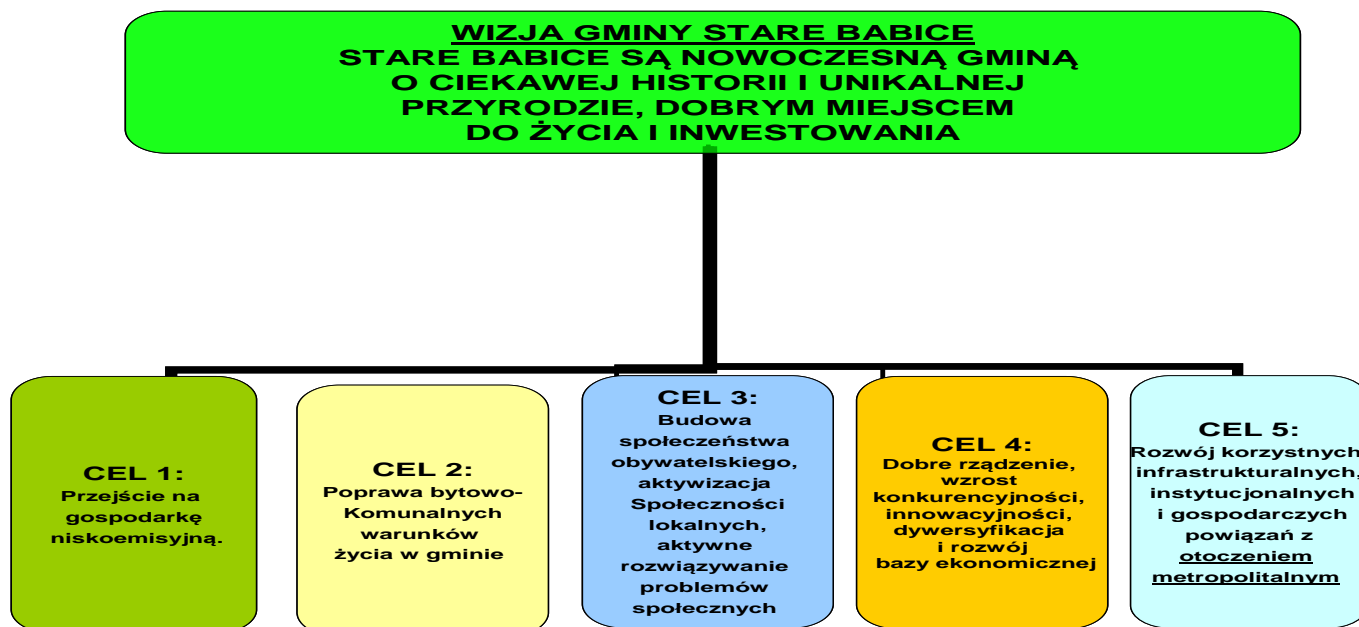 WIZJA GMINY STARE BABICE
STARE BABICE SĄ NOWOCZESNĄ GMINĄ
O CIEKAWEJ HISTORII I UNIKALNEJ
PRZYRODZIE, DOBRYM MIEJSCEM
DO ŻYCIA I INWESTOWANIA
CEL 1:
Przejście na
gospodarkę
niskoemisyjną.
CEL 2:
Poprawa bytowo-
Komunalnych
warunków
życia w gminie
CEL 3:
Budowa
społeczeństwa
obywatelskiego,
aktywizacja
Społeczności
lokalnych,
aktywne
rozwiązywanie
problemów
społecznych
CEL 4:
Dobre rządzenie,
wzrost
konkurencyjności,
innowacyjności,
dywersyfikacja
i rozwój
bazy ekonomicznej
CEL 5:
Rozwój korzystnych
infrastrukturalnych,
instytucjonalnych
i gospodarczych
powiązań z
otoczeniem
metropolitalnym